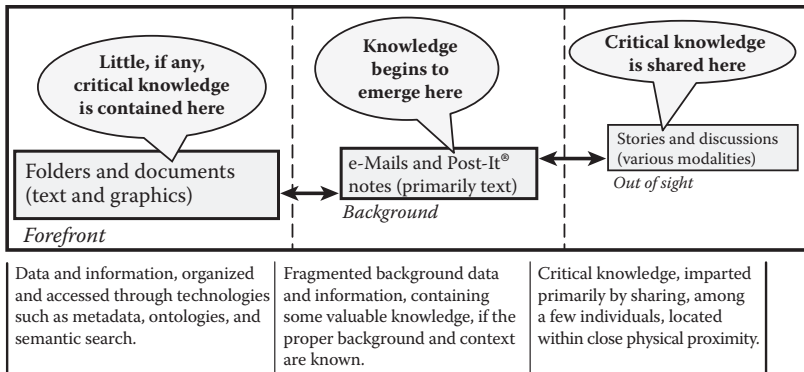 Little, if any,
critical knowledge
is contained here
Folders and documents
(text and graphics)
Forefront
Knowledge
begins to
emerge here
e-Mails and Post-It®
notes (primarily text)
Background
Critical knowledge
is shared here
Stories and discussions
(various modalities)
Out of sight
Data and information, organized
and accessed through technologies
such as metadata, ontologies, and
semantic search.
Fragmented background data
and information, containing
some valuable knowledge, if the
proper background and context
are known.
Critical knowledge, imparted
primarily by sharing, among
a few individuals, located
within close physical proximity.